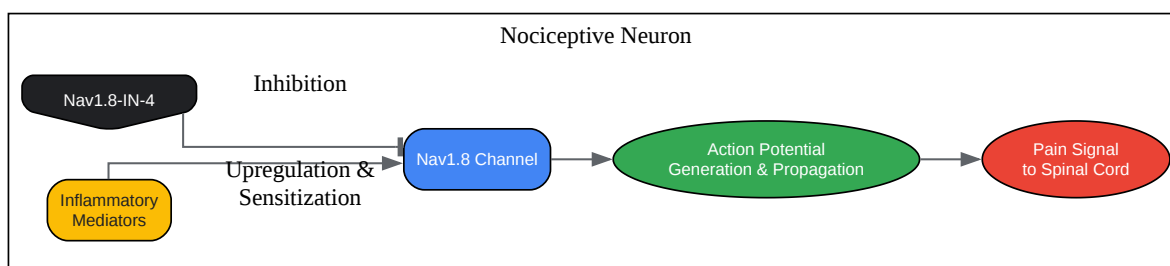 Nociceptive Neuron
Nav1.8-IN-4
Inhibition
Nav1.8 Channel
Upregulation &
Sensitization
Inflammatory
Mediators
Action Potential
Generation & Propagation
Pain Signal
to Spinal Cord